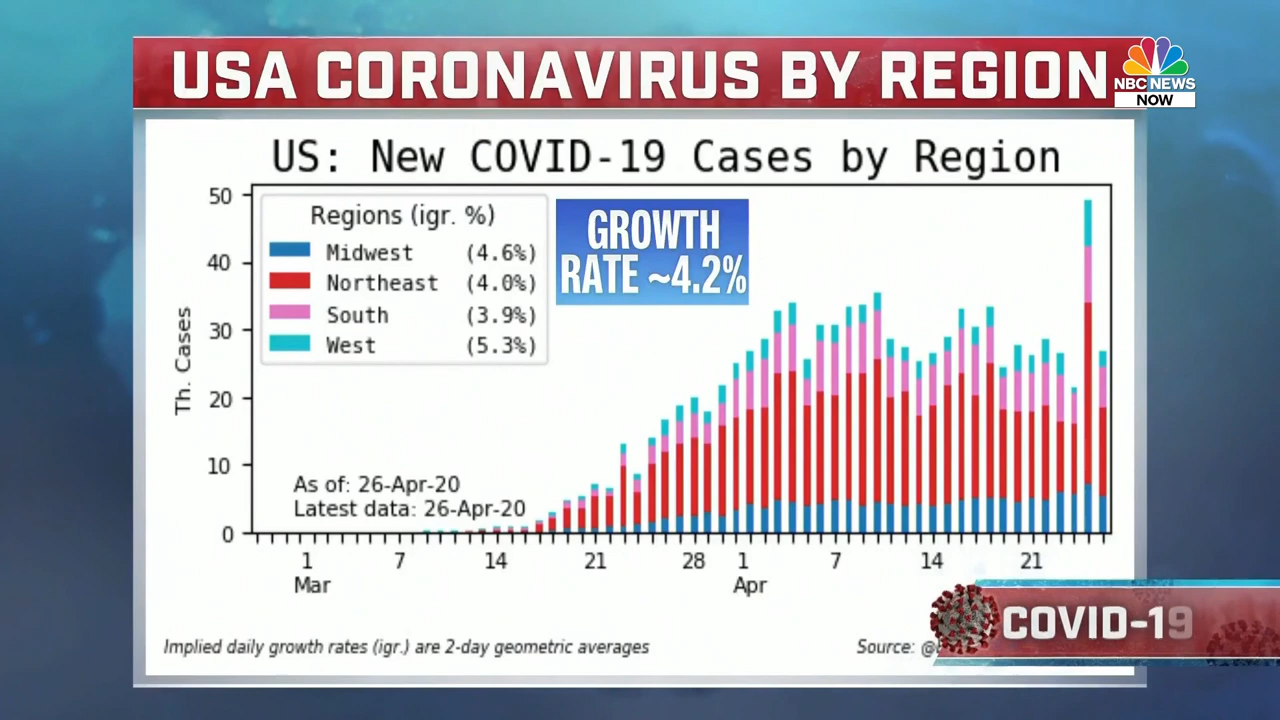 USA CORONAVIRUS BY REGION
NBC NEWS
NOW
US: New COVID-19 Cases by Region
50
40
30
20
10
0
Th. Cases
Regions (igr. %)
Midwest (4.6%)
Northeast (4.0%)
South (3.9%)
West (5.3%)
GROWTH
RATE ~4.2%
As of: 26-Apr-20
Latest data: 26-Apr-20
1 7 14 21 28 1 7 14 21
Mar Apr
COVID-19
Implied daily growth rates (igr.) are 2-day geometric averages
Source: